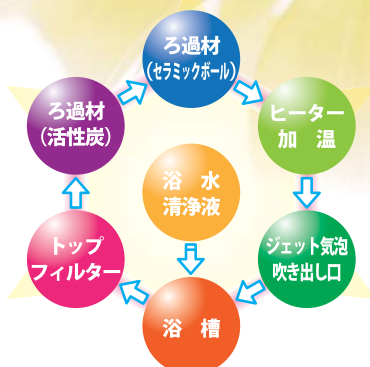 ろ過材
（セラミックボール）
ろ過材
（活性炭）
ヒーター
加　温
浴　水
清浄液
トップ
フィルター
ジェット気泡
吹き出し口
浴　槽